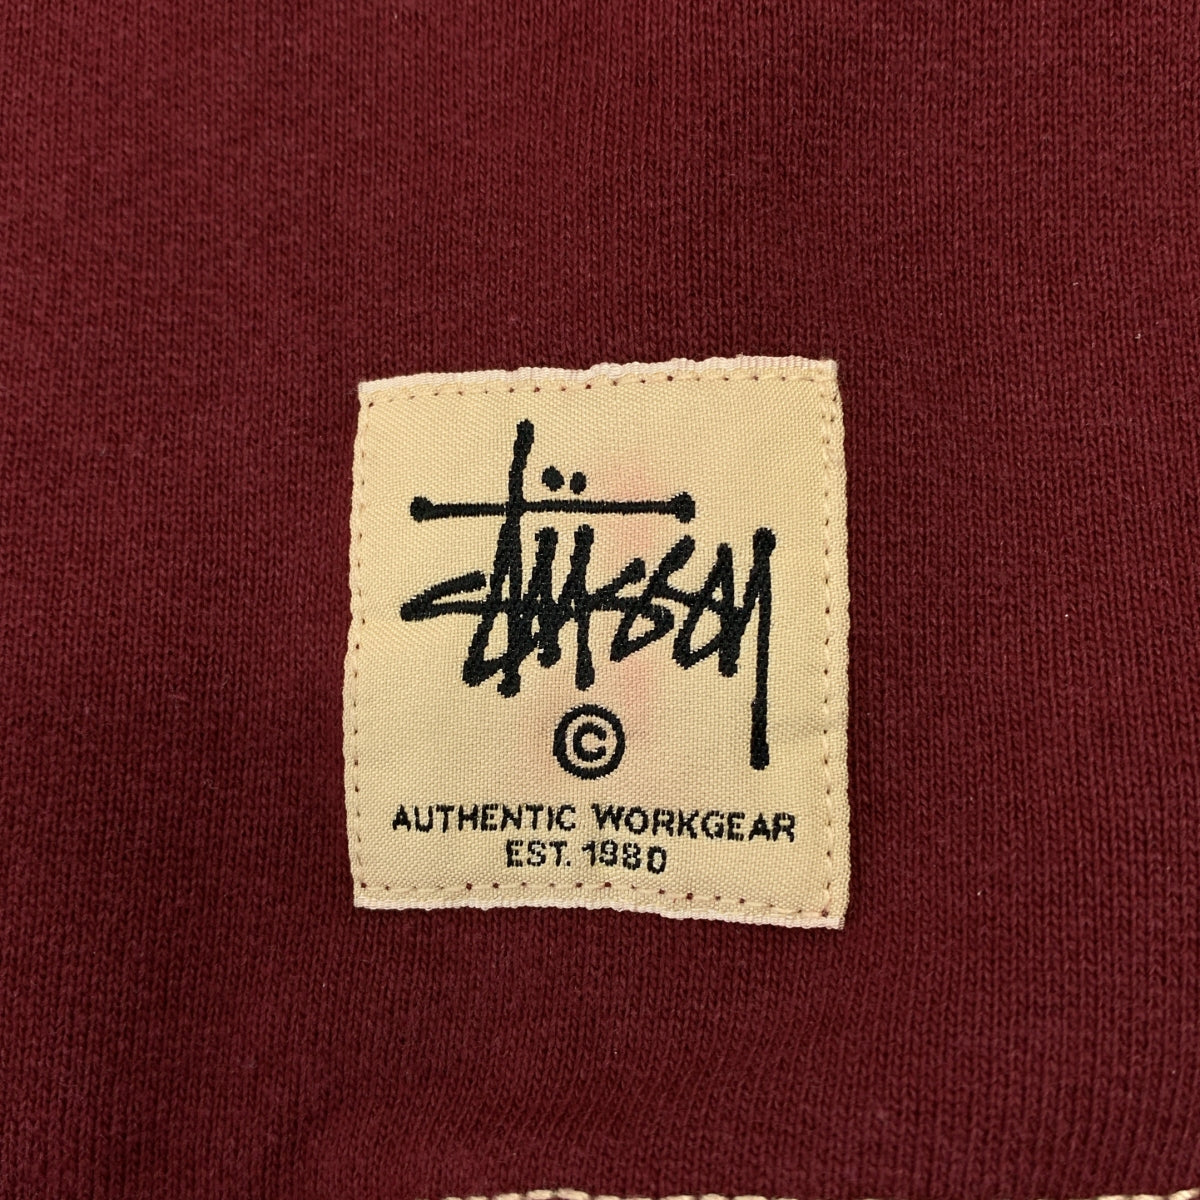 Stüssy
©
AUTHENTIC WORKGEAR
EST. 1980